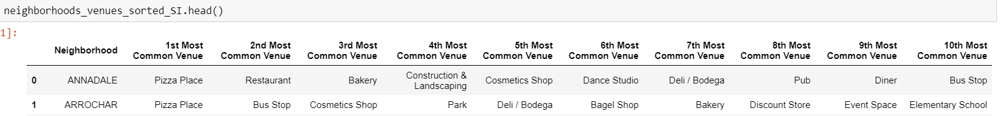 neighborhoods_venues_sorted_SI.head()
1]:
Neighborhood 1st Most Common Venue 2nd Most Common Venue 3rd Most Common Venue 4th Most Common Venue 5th Most Common Venue 6th Most Common Venue 7th Most Common Venue 8th Most Common Venue 9th Most Common Venue 10th Most Common Venue
0 ANNADALE Pizza Place Restaurant Bakery Construction & Landscaping Cosmetics Shop Dance Studio Deli / Bodega Pub Diner Bus Stop
1 ARROCHAR Pizza Place Bus Stop Cosmetics Shop Park Deli / Bodega Bagel Shop Bakery Discount Store Event Space Elementary School